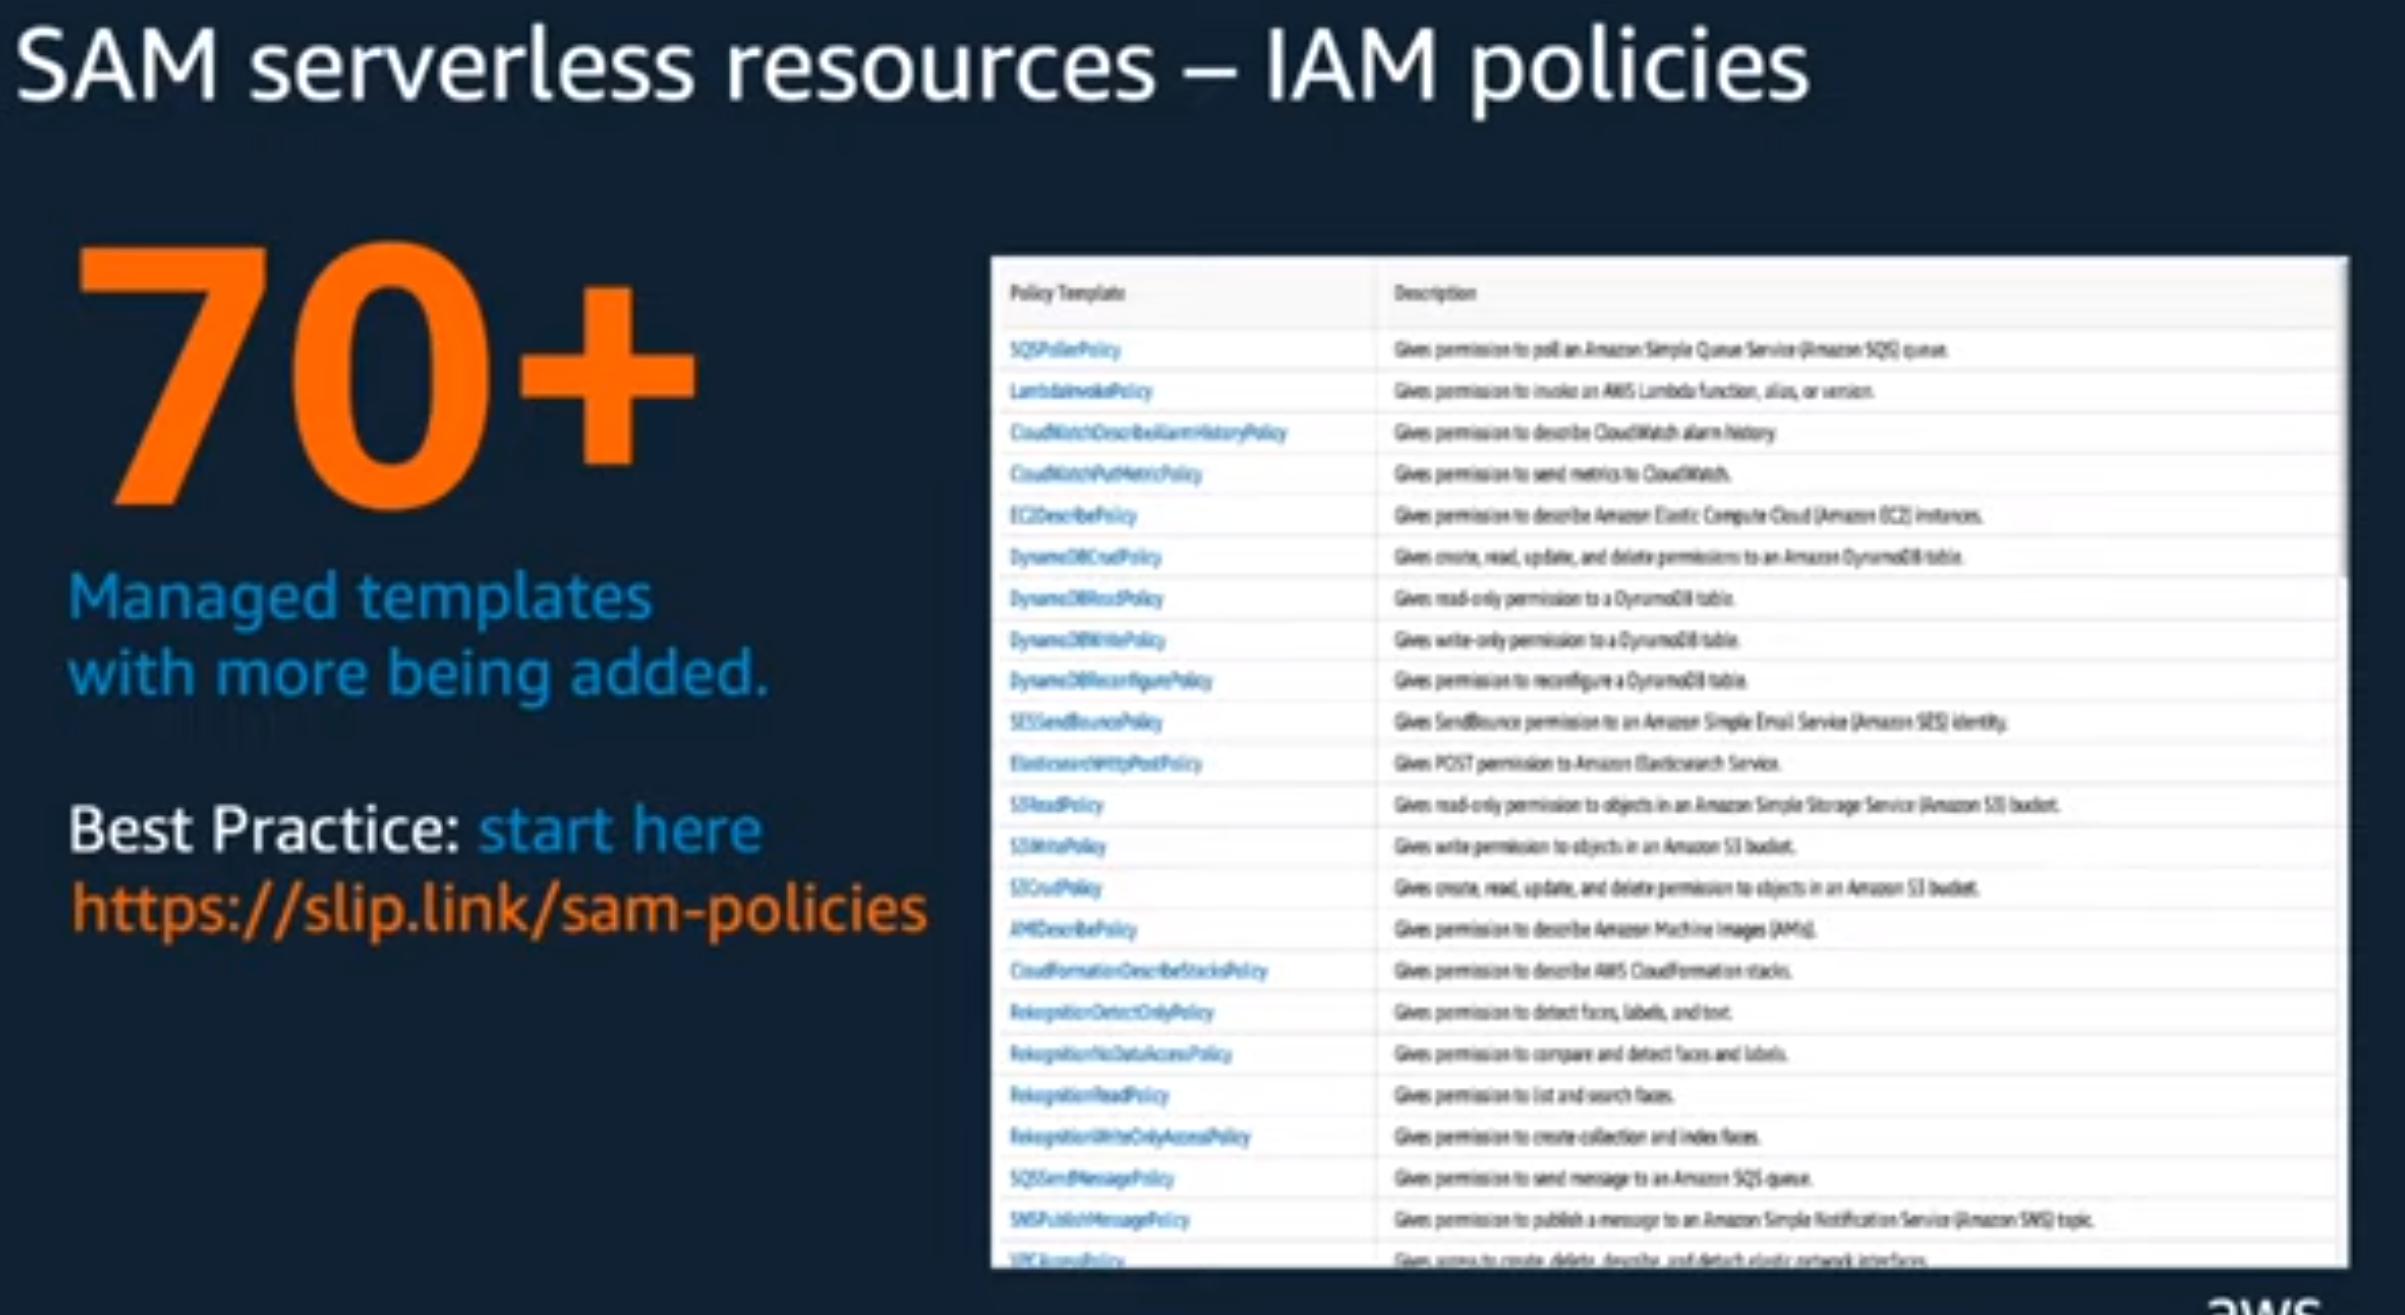 SAM serverless resources – IAM policies
70+
Managed templates
with more being added.
Best Practice: start here
https://slip.link/sam-policies
Policy Template Description
SQSPollerPolicy Gives permission to poll an Amazon Simple Queue Service (Amazon SQS) queue.
LambdaInvokePolicy Gives permission to invoke an AWS Lambda function, alias, or version.
CloudWatchDescribeAlarmHistoryPolicy Gives permission to describe CloudWatch alarm history.
CloudWatchPutMetricPolicy Gives permission to send metrics to CloudWatch.
EC2DescribePolicy Gives permission to describe Amazon Elastic Compute Cloud (Amazon EC2) instances.
DynamoDBCrudPolicy Gives create, read, update, and delete permissions to an Amazon DynamoDB table.
DynamoDBReadPolicy Gives read-only permission to a DynamoDB table.
DynamoDBWritePolicy Gives write-only permission to a DynamoDB table.
DynamoDBReconfigurePolicy Gives permission to reconfigure a DynamoDB table.
SESSendBouncePolicy Gives SendBounce permission to an Amazon Simple Email Service (Amazon SES) identity.
ElasticsearchHttpPostPolicy Gives POST permission to Amazon Elasticsearch Service.
S3ReadPolicy Gives read-only permission to objects in an Amazon Simple Storage Service (Amazon S3) bucket.
S3WritePolicy Gives write permission to objects in an Amazon S3 bucket.
S3CrudPolicy Gives create, read, update, and delete permission to objects in an Amazon S3 bucket.
AMIDescribePolicy Gives permission to describe Amazon Machine Images (AMIs).
CloudFormationDescribeStacksPolicy Gives permission to describe AWS CloudFormation stacks.
RekognitionDetectOnlyPolicy Gives permission to detect faces, labels, and text.
RekognitionNoDataAccessPolicy Gives permission to compare and detect faces and labels.
RekognitionReadPolicy Gives permission to list and search faces.
RekognitionWriteOnlyAccessPolicy Gives permission to create collection and index faces.
SQSSendMessagePolicy Gives permission to send message to an Amazon SQS queue.
SNSPublishMessagePolicy Gives permission to publish a message to an Amazon Simple Notification Service (Amazon SNS) topic.
VPCAccessPolicy Gives access to create, delete, describe, and detach elastic network interfaces.
aws